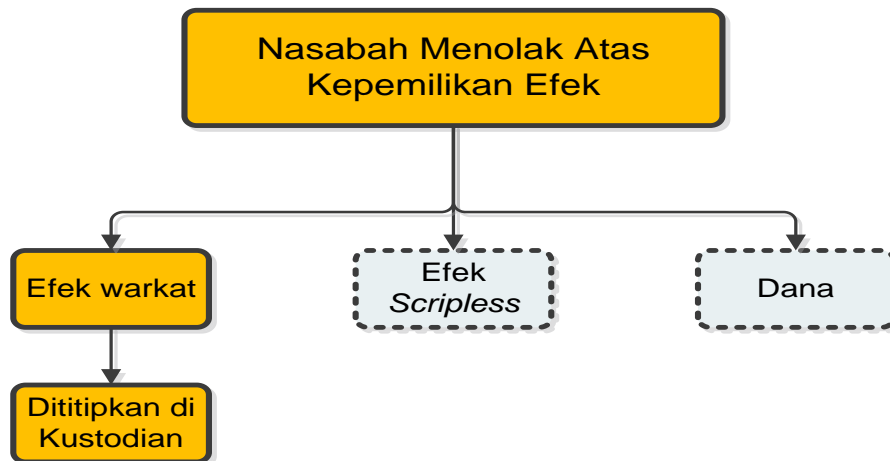 Nasabah Menolak Atas
Kepemilikan Efek
Efek warkat
Efek
Scripless
Dana
Dititipkan di
Kustodian